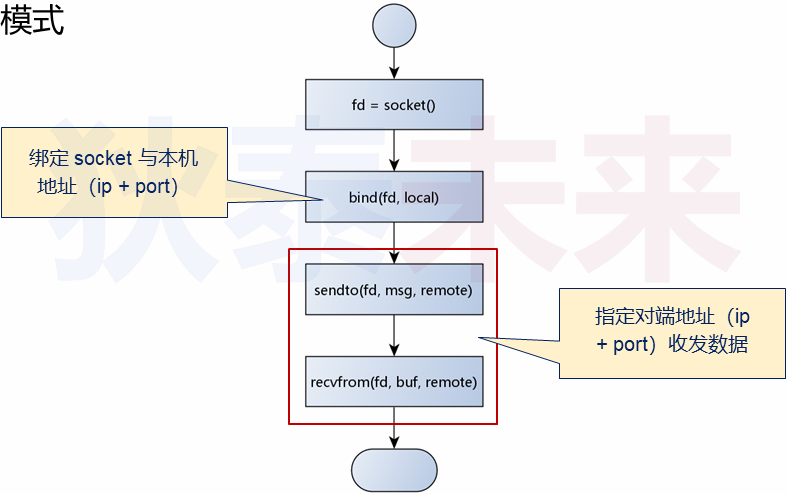 模式
fd = socket()
绑定 socket 与本机
地址（ip + port）
bind(fd, local)
sendto(fd, msg, remote)
指定对端地址（ip
+ port）收发数据
recvfrom(fd, buf, remote)
狄泰未来